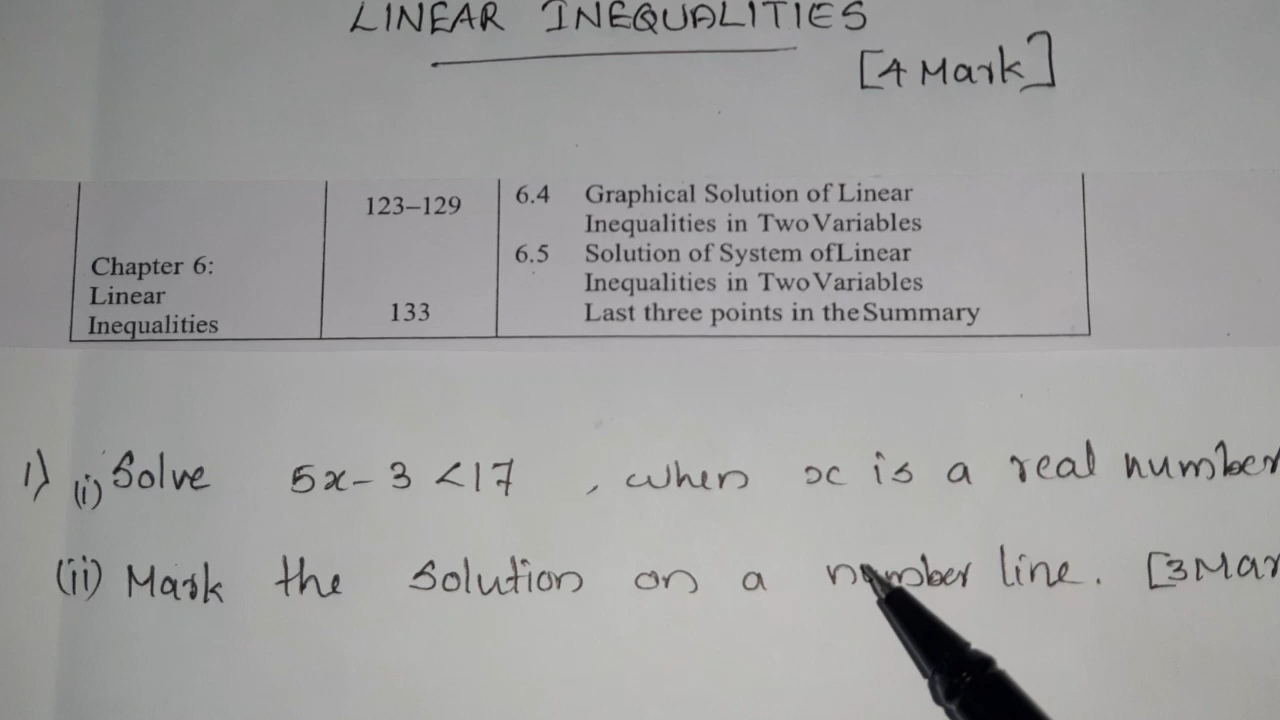 LINEAR INEQUALITIES
[4 Mark]
123–129 6.4 Graphical Solution of Linear
Inequalities in Two Variables
6.5 Solution of System of Linear
Chapter 6:
Inequalities in Two Variables
Linear
133 Last three points in the Summary
Inequalities
1) (i) Solve 5x - 3 < 17 , when x is a real number
(ii) Mark the solution on a number line. [3 Mar